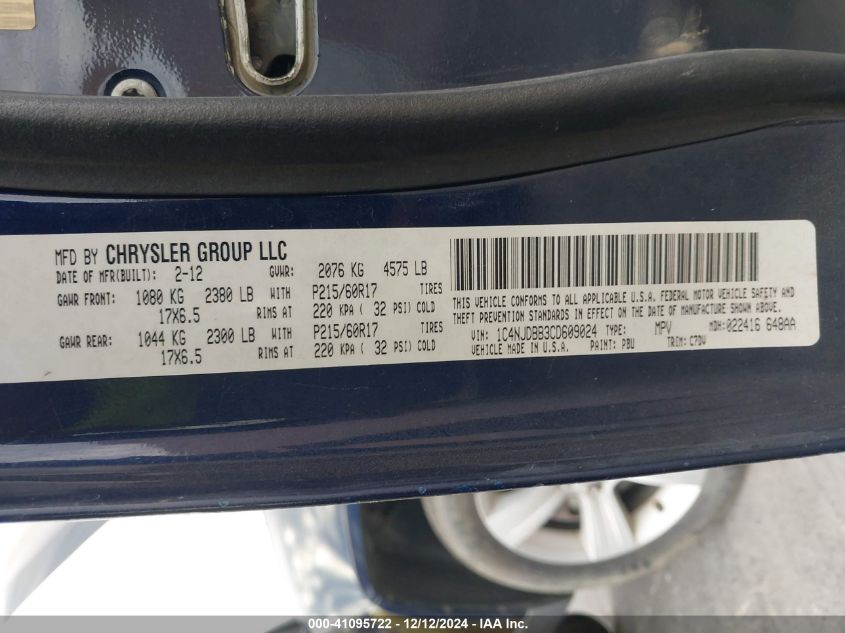 MFD BY CHRYSLER GROUP LLC
DATE OF MFR(BUILT): 2-12 GVWR: 2076 KG 4575 LB
GAWR FRONT: 1080 KG 2380 LB WITH P215/60R17 TIRES
17X6.5 RIMS AT 220 KPA ( 32 PSI) COLD
GAWR REAR: 1044 KG 2300 LB WITH P215/60R17 TIRES
17X6.5 RIMS AT 220 KPA ( 32 PSI) COLD
THIS VEHICLE CONFORMS TO ALL APPLICABLE U.S.A. FEDERAL MOTOR VEHICLE SAFETY AND
THEFT PREVENTION STANDARDS IN EFFECT ON THE DATE OF MANUFACTURE SHOWN ABOVE.
VIN: 1C4NJDBB3CD609024 TYPE: MPV MDH: 022416 648AA
VEHICLE MADE IN U.S.A. PAINT: PBU TRIM: C7DV
000-41095722 - 12/12/2024 - IAA Inc.